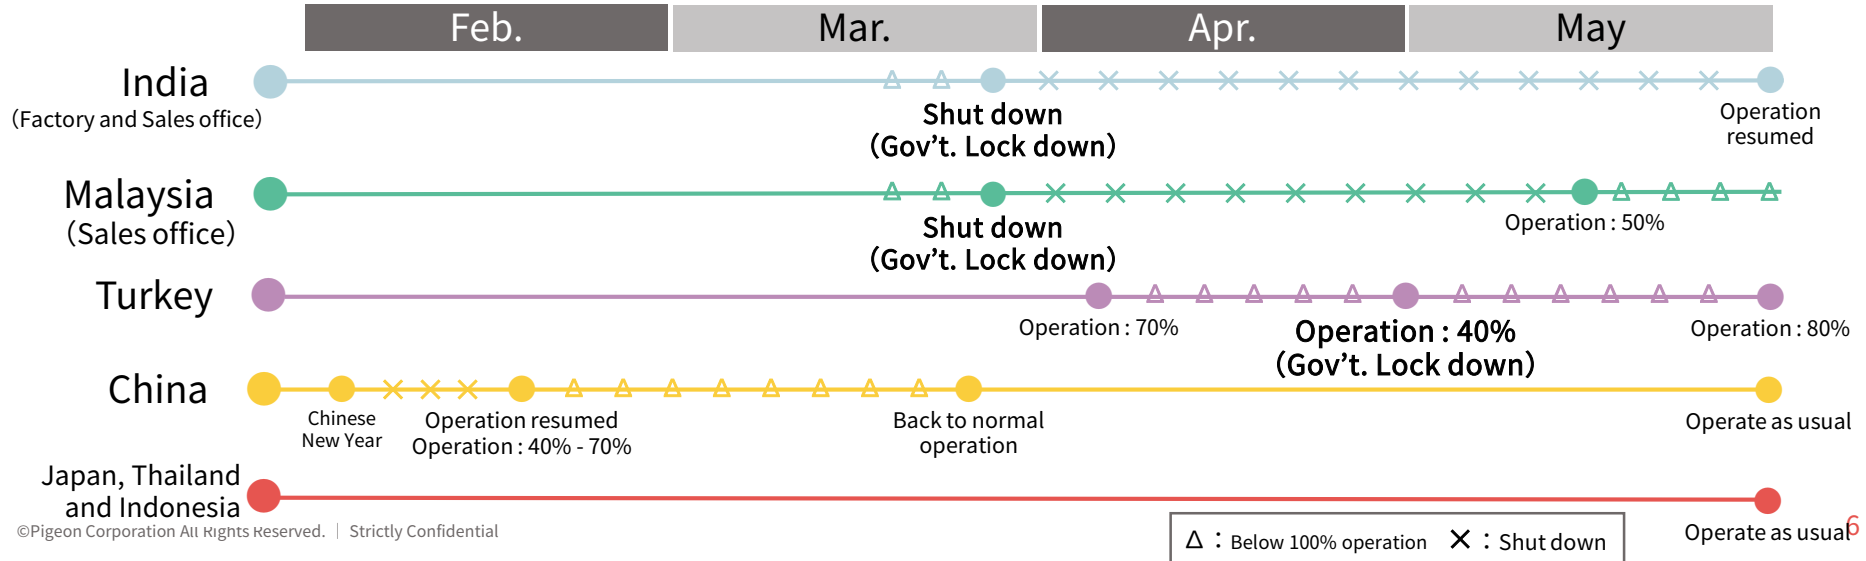 Feb. Mar. Apr. May
India
（Factory and Sales office）
Shut down
（Gov’t. Lock down）
Operation
resumed
Malaysia
（Sales office）
Shut down
（Gov’t. Lock down）
Operation : 50%
Turkey
Operation : 70%
Operation : 40%
（Gov’t. Lock down）
Operation : 80%
China
Chinese
New Year
Operation resumed
Operation : 40% - 70%
Back to normal
operation
Operate as usual
Japan, Thailand
and Indonesia
Operate as usual
△ : Below 100% operation ✕ : Shut down
©Pigeon Corporation All Rights Reserved. | Strictly Confidential
6